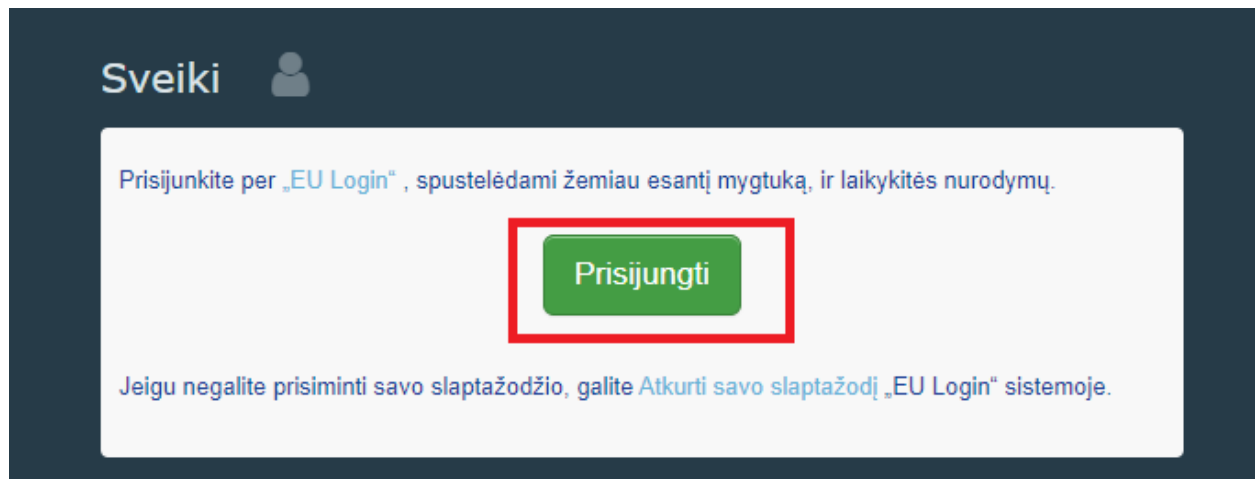 Sveiki
Prisijunkite per „EU Login“ , spustelėdami žemiau esantį mygtuką, ir laikykitės nurodymų.
Prisijungti
Jeigu negalite prisiminti savo slaptažodžio, galite Atkurti savo slaptažodį „EU Login“ sistemoje.